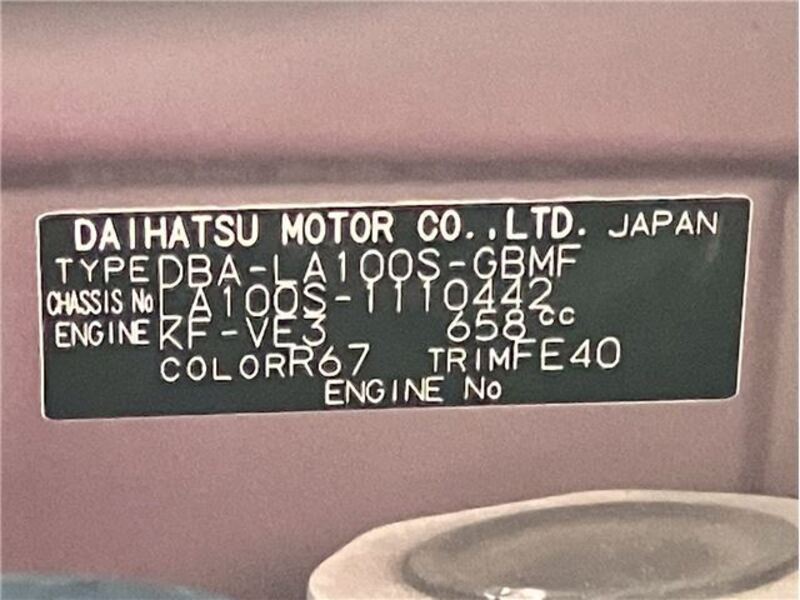 DAIHATSU MOTOR CO.,LTD. JAPAN
TYPE DBA-LA100S-GBMF
CHASSIS No LA100S-1110442
ENGINE KF-VE3 658cc
COLOR R67 TRIM FE40
ENGINE No